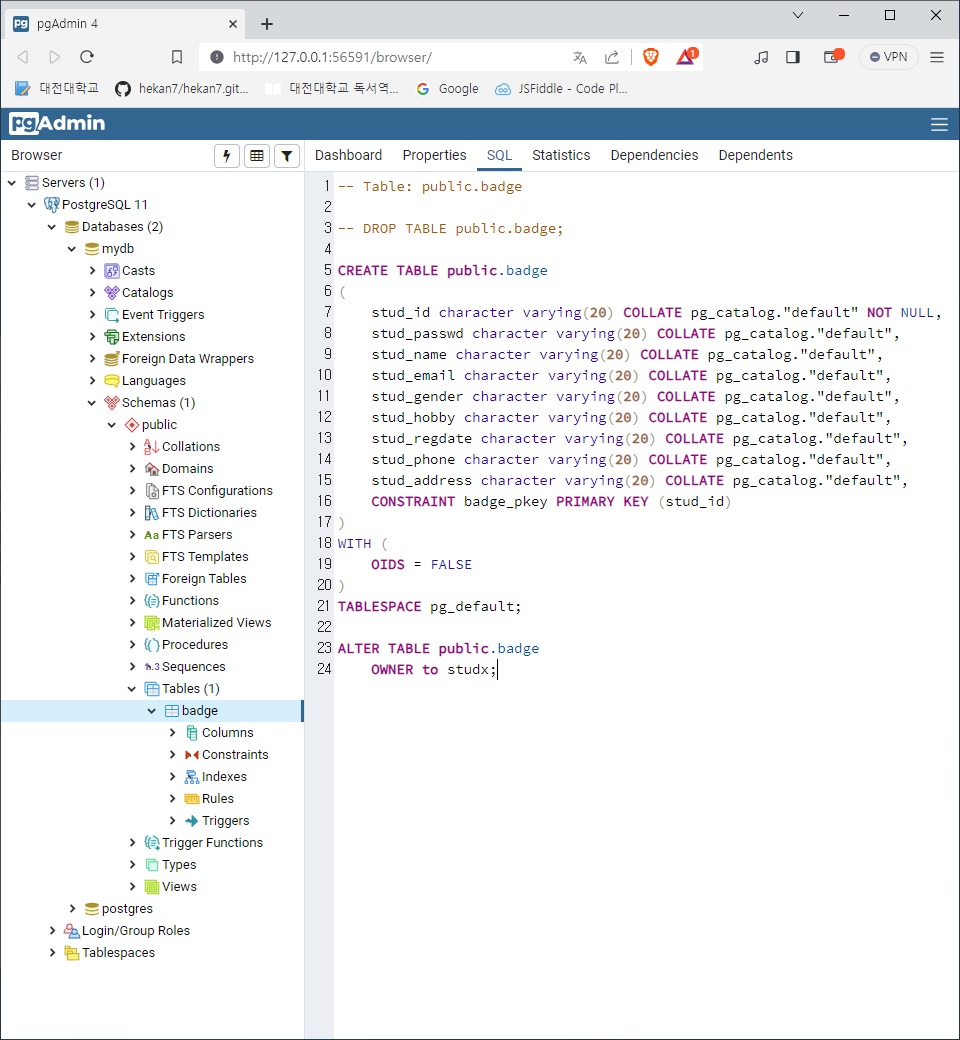 pg pgAdmin 4
http://127.0.0.1:56591/browser/
1
VPN
대전대학교 hekan7/hekan7.git... 대전대학교 독서역... Google JSFiddle - Code Pl...
pgAdmin
Browser
Dashboard Properties SQL Statistics Dependencies Dependents
Servers (1)
PostgreSQL 11
Databases (2)
mydb
Casts
Catalogs
Event Triggers
Extensions
Foreign Data Wrappers
Languages
Schemas (1)
public
Collations
Domains
FTS Configurations
FTS Dictionaries
Aa FTS Parsers
FTS Templates
Foreign Tables
Functions
Materialized Views
Procedures
1..3 Sequences
Tables (1)
badge
Columns
Constraints
Indexes
Rules
Triggers
Trigger Functions
Types
Views
postgres
Login/Group Roles
Tablespaces
1 -- Table: public.badge
2
3 -- DROP TABLE public.badge;
4
5 CREATE TABLE public.badge
6 (
7 stud_id character varying(20) COLLATE pg_catalog."default" NOT NULL,
8 stud_passwd character varying(20) COLLATE pg_catalog."default",
9 stud_name character varying(20) COLLATE pg_catalog."default",
10 stud_email character varying(20) COLLATE pg_catalog."default",
11 stud_gender character varying(20) COLLATE pg_catalog."default",
12 stud_hobby character varying(20) COLLATE pg_catalog."default",
13 stud_regdate character varying(20) COLLATE pg_catalog."default",
14 stud_phone character varying(20) COLLATE pg_catalog."default",
15 stud_address character varying(20) COLLATE pg_catalog."default",
16 CONSTRAINT badge_pkey PRIMARY KEY (stud_id)
17 )
18 WITH (
19 OIDS = FALSE
20 )
21 TABLESPACE pg_default;
22
23 ALTER TABLE public.badge
24 OWNER to studx;